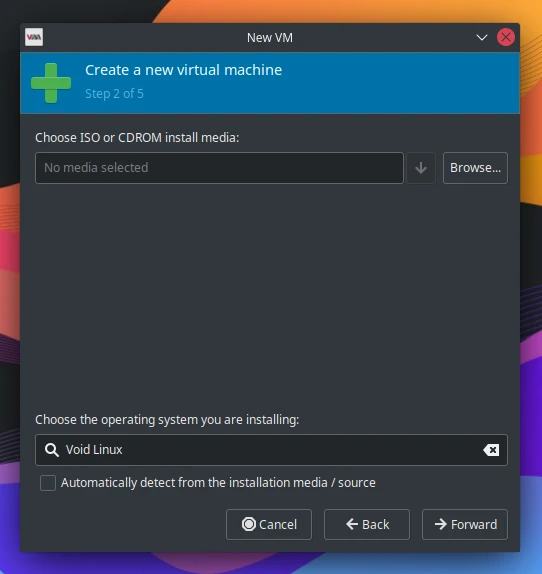 New VM
Create a new virtual machine
Step 2 of 5
Choose ISO or CDROM install media:
No media selected
Browse...
Choose the operating system you are installing:
Void Linux
Automatically detect from the installation media / source
Cancel
Back
Forward